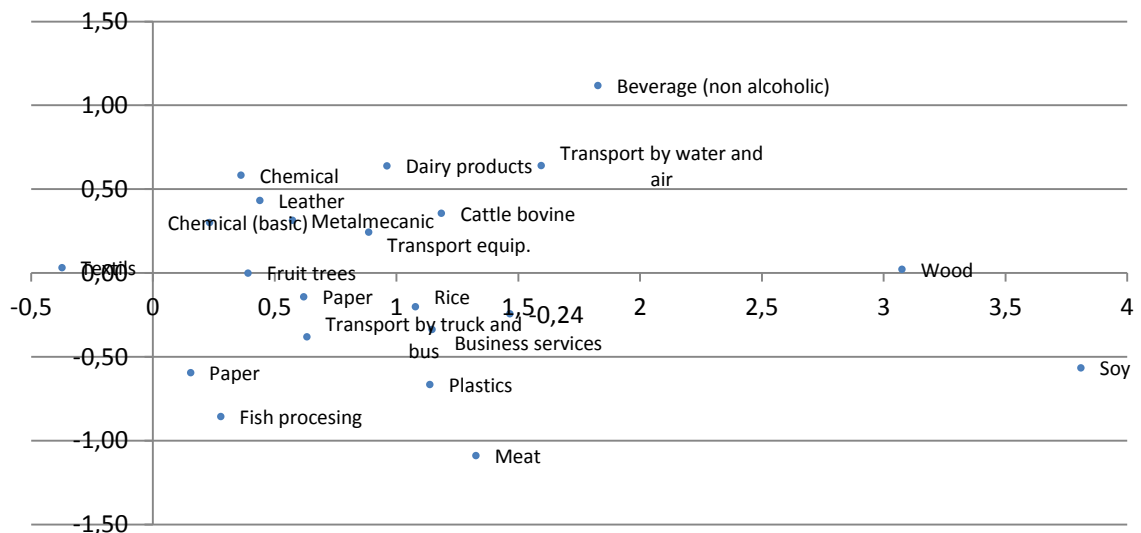 1,50
Beverage (non alcoholic)
1,00
Transport by water and
air
Dairy products
Chemical
0,50
Leather
Cattle bovine
Chemical (basic)
Metalmecanic
Transport equip.
Textils
0,00
Fruit trees
Wood
-0,5
0
0,5
1
1,5
2
2,5
3
3,5
4
Paper
Rice
-0,24
Transport by truck and
bus
Business services
-0,50
Paper
Plastics
Soy
Fish procesing
-1,00
Meat
-1,50